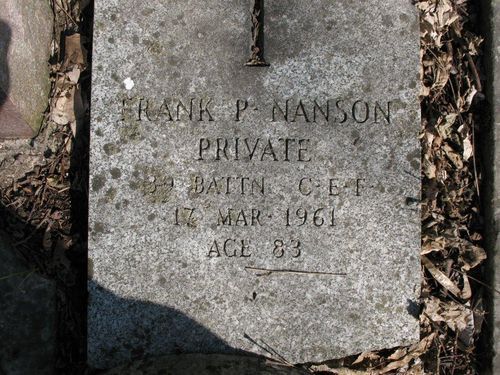 FRANK P· NANSON
PRIVATE
39 BATTN C·E·F·
17 MAR· 1961
AGE 83